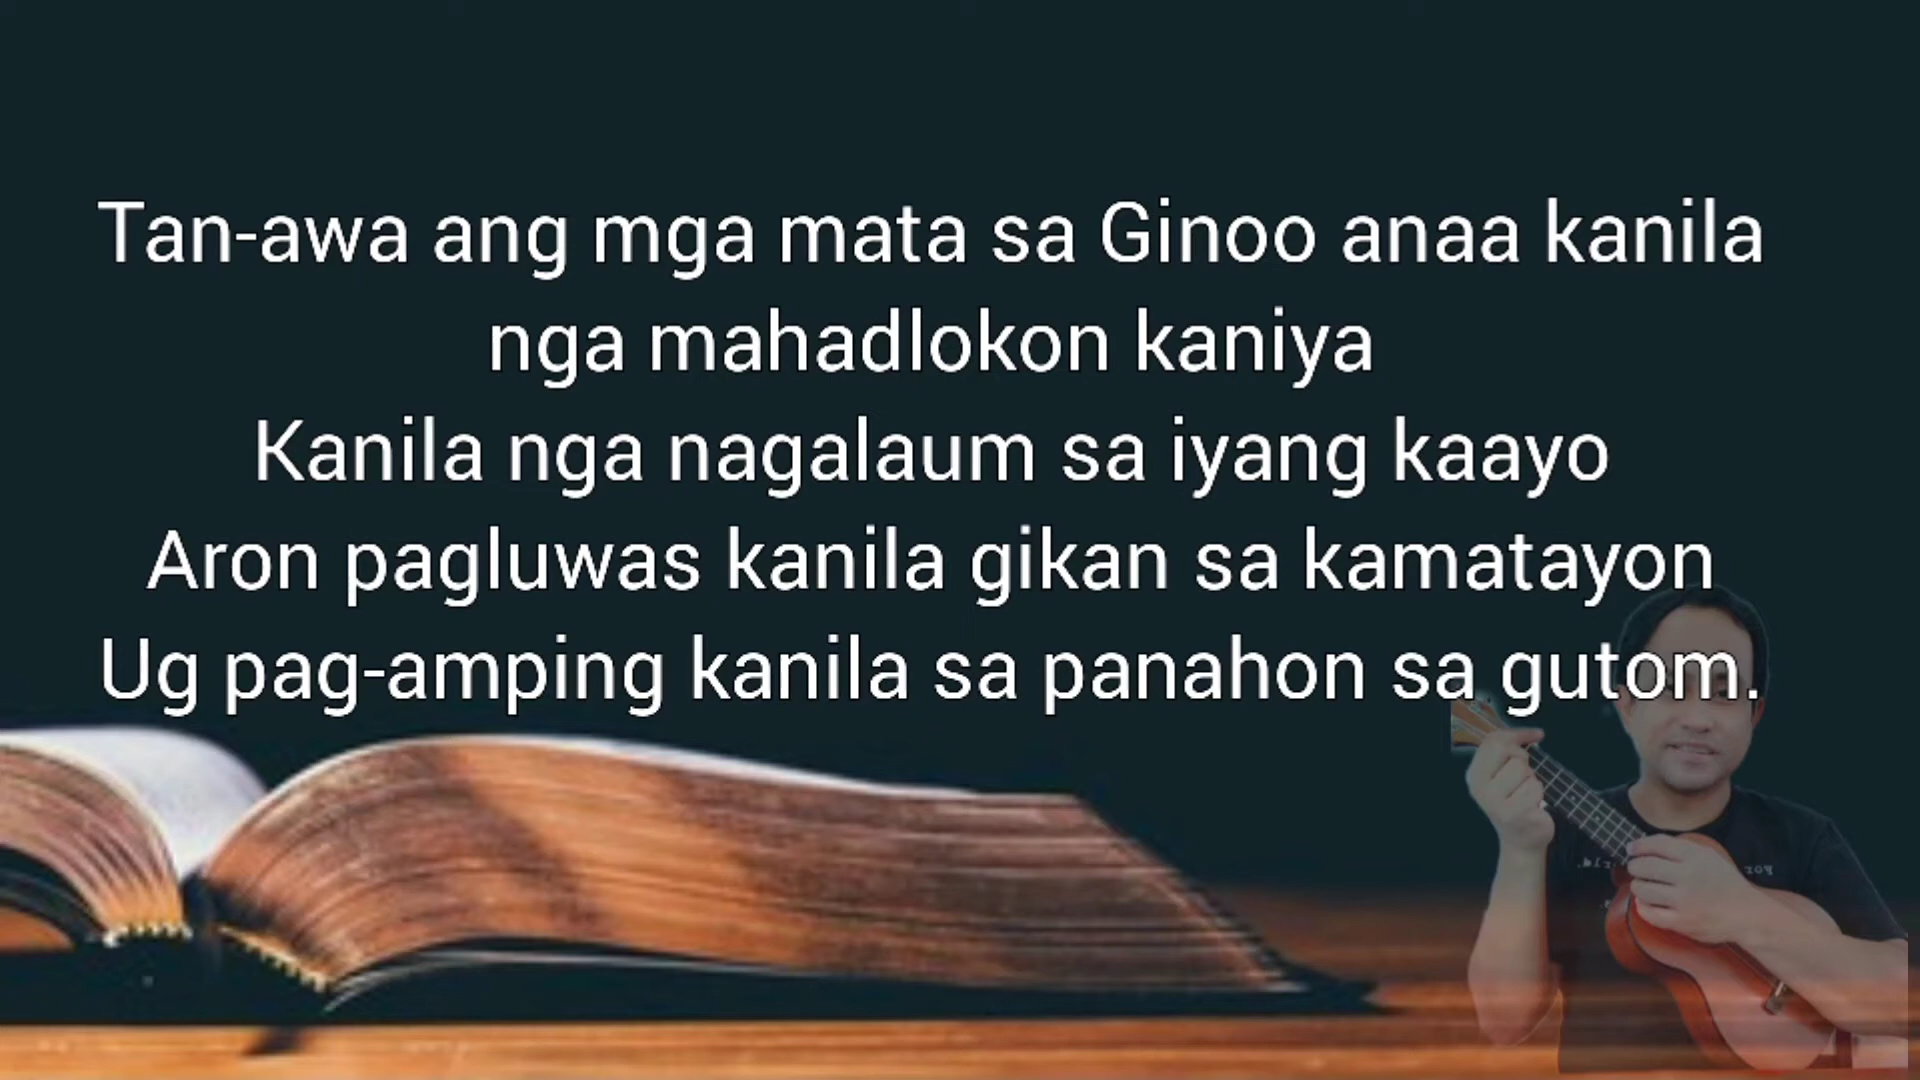 Tan-awa ang mga mata sa Ginoo anaa kanila
nga mahadlokon kaniya
Kanila nga nagalaum sa iyang kaayo
Aron pagluwas kanila gikan sa kamatayon
Ug pag-amping kanila sa panahon sa gutom.